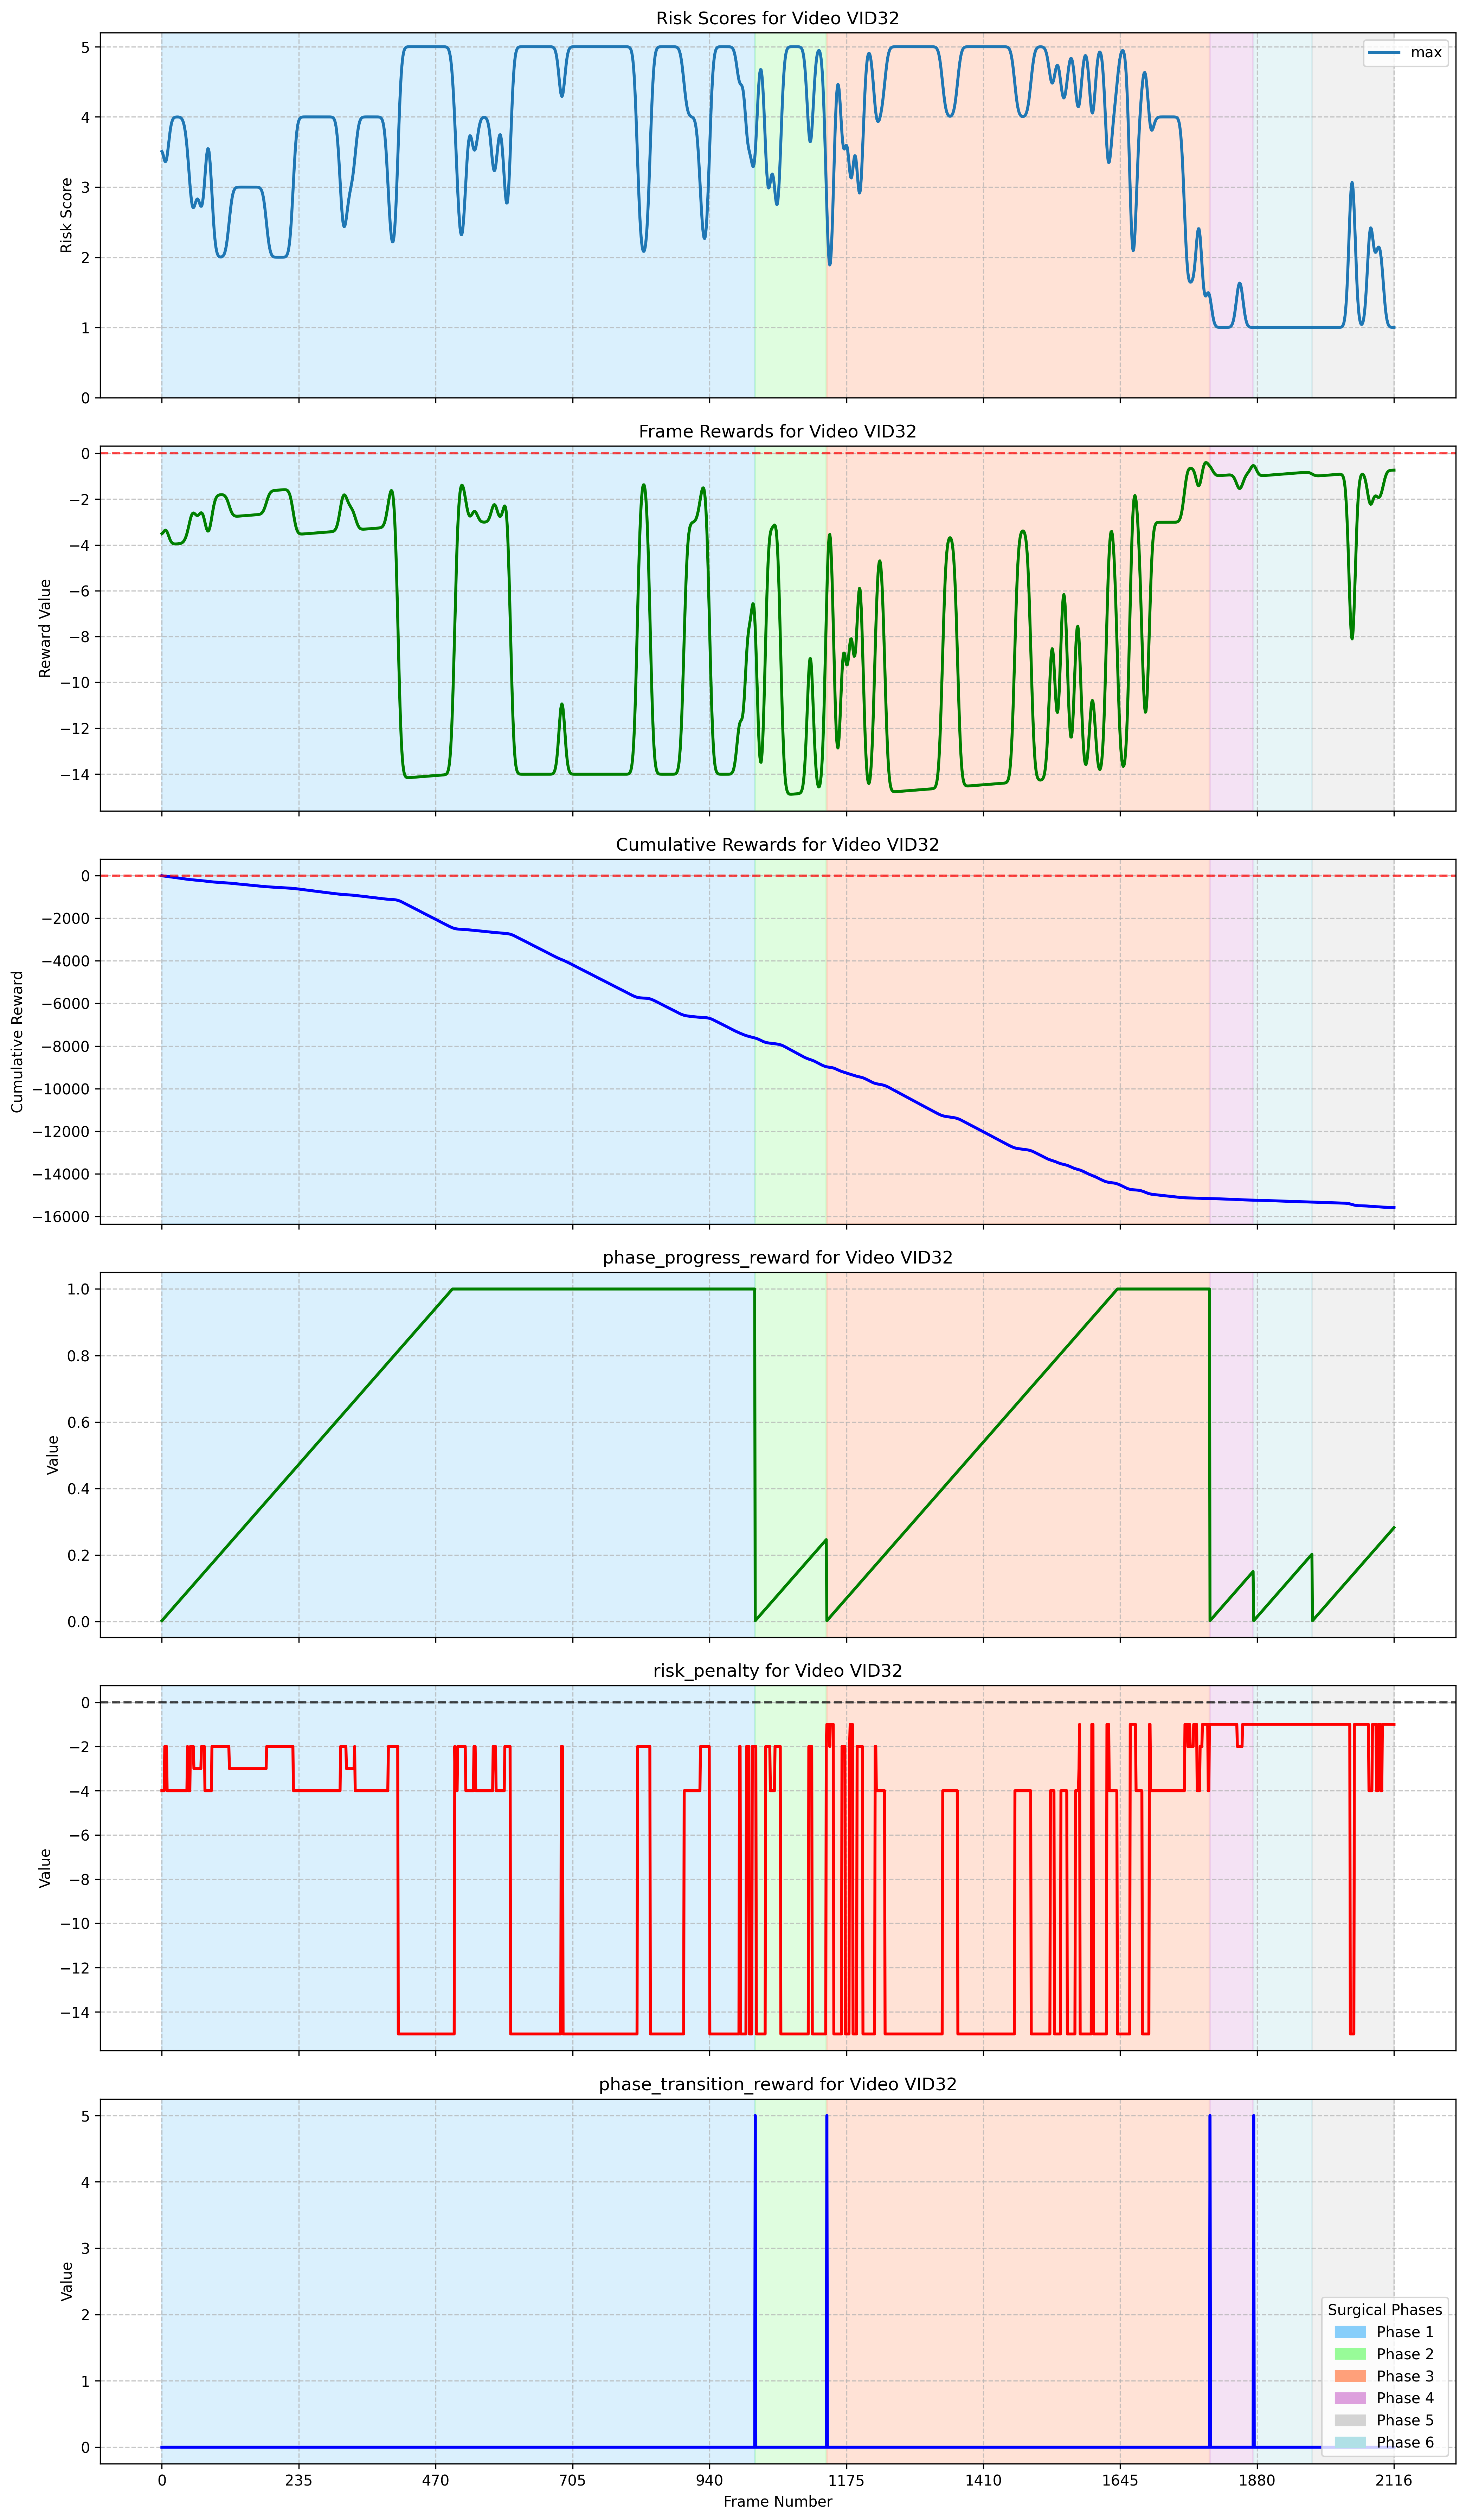 Risk Scores for Video VID32
max
5
4
3
2
1
0
Risk Score
Frame Rewards for Video VID32
0
−2
−4
−6
−8
−10
−12
−14
Reward Value
Cumulative Rewards for Video VID32
0
−2000
−4000
−6000
−8000
−10000
−12000
−14000
−16000
Cumulative Reward
phase_progress_reward for Video VID32
1.0
0.8
0.6
0.4
0.2
0.0
Value
risk_penalty for Video VID32
0
−2
−4
−6
−8
−10
−12
−14
Value
phase_transition_reward for Video VID32
5
4
3
2
1
0
Value
Surgical Phases
Phase 1
Phase 2
Phase 3
Phase 4
Phase 5
Phase 6
0 235 470 705 940 1175 1410 1645 1880 2116
Frame Number